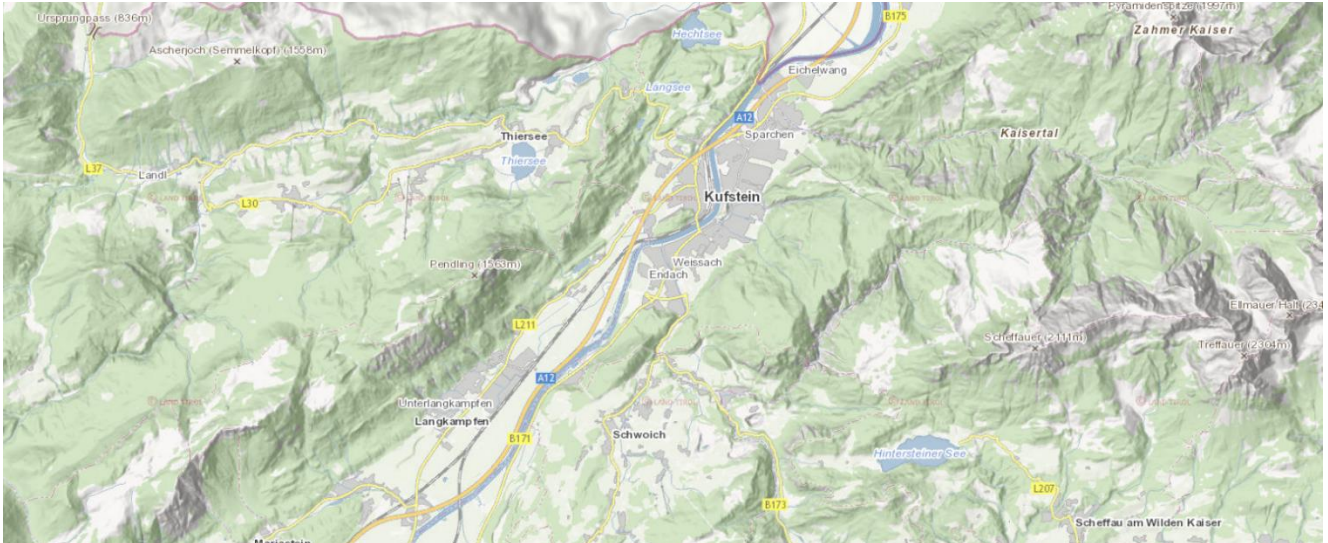 Ursprungpass (836m)
Ascherjoch (Semmelkopf) (1558m)
Hechtsee
B175
Pyramidenspitze (1997m)
Zahmer Kaiser
Eichelwang
Langsee
A12
Sparchen
Kaisertal
Thiersee
Thiersee
L37
Landl
L30
Kufstein
Pendling (1563m)
Weissach
Endach
L211
Ellmauer Halt (234
Scheffauer (2111m)
Treffauer (2304m)
A12
Unterlangkampfen
Langkampfen
B171
Schwoich
Hintersteiner See
L207
B173
Scheffau am Wilden Kaiser
Mariastein